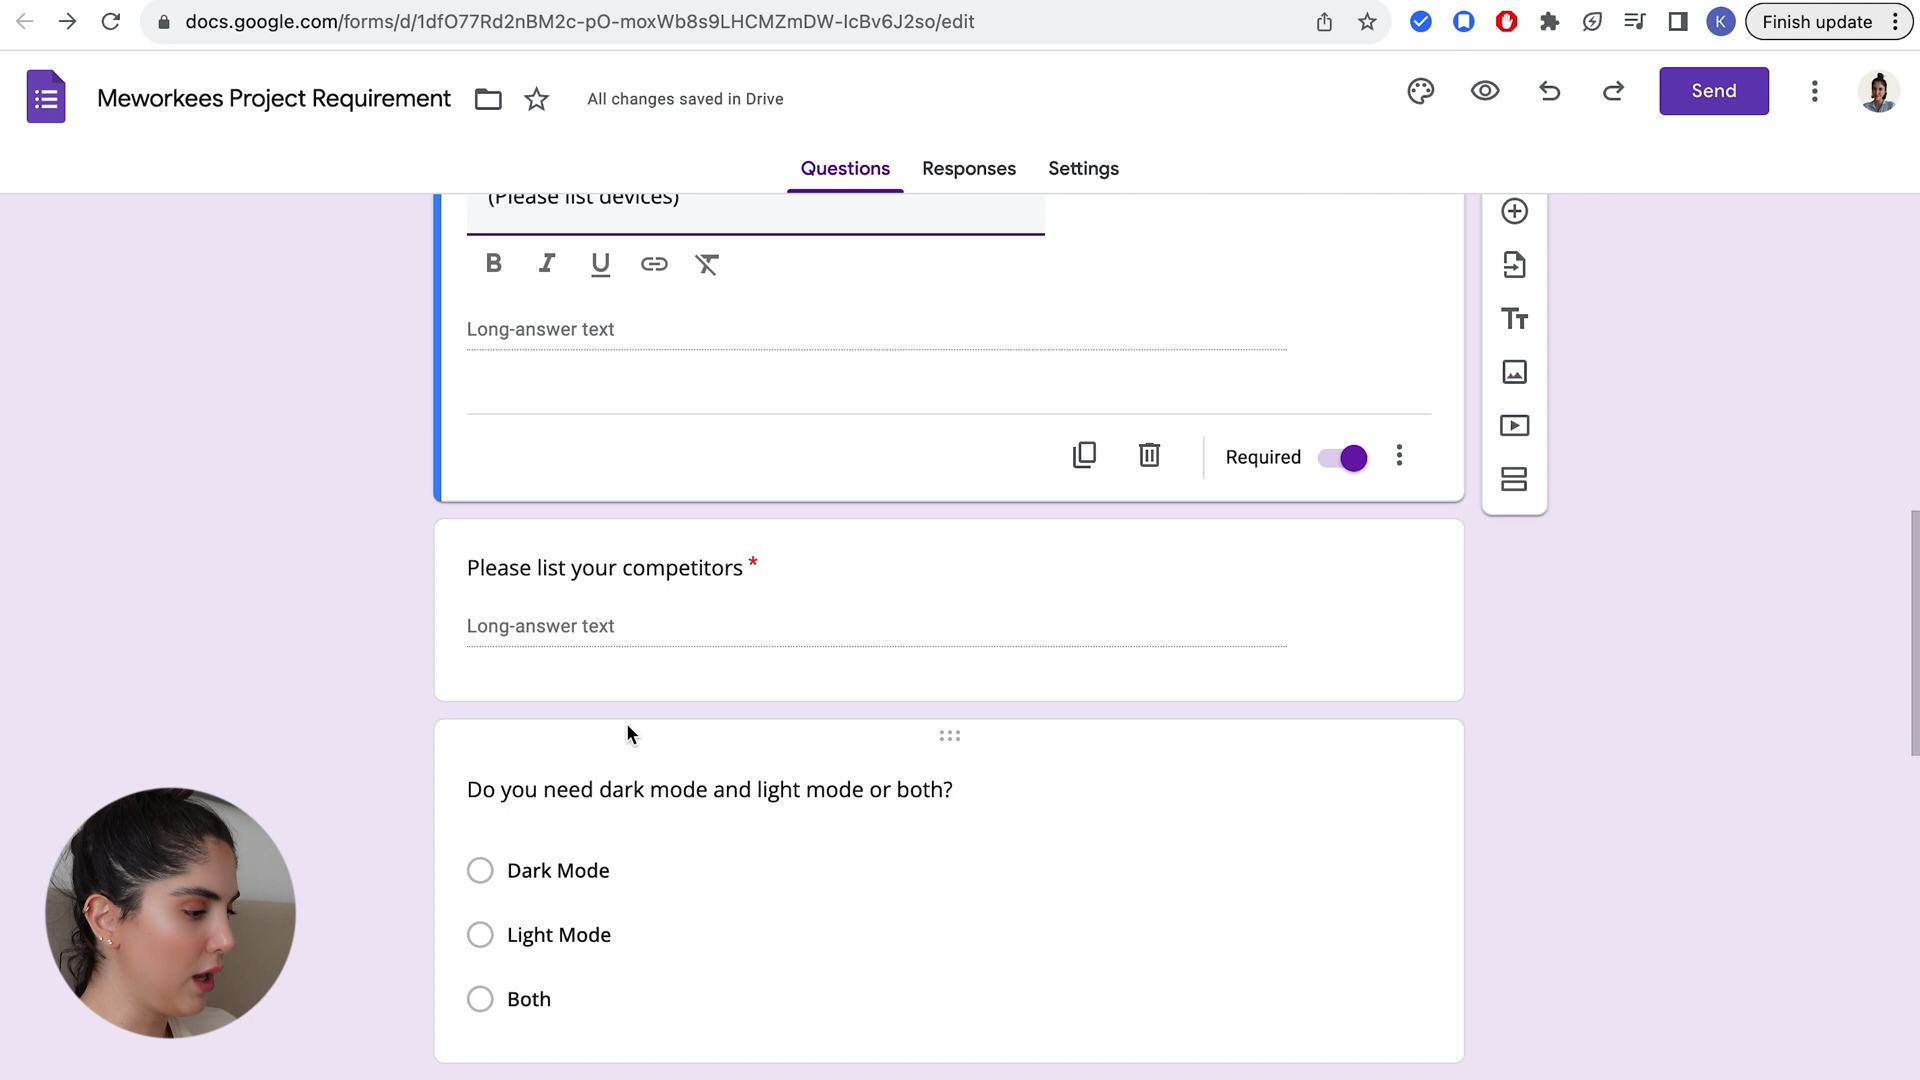 docs.google.com/forms/d/1dfO77Rd2nBM2c-pO-moxWb8s9LHCMZmDW-IcBv6J2so/edit
K
Finish update
Meworkees Project Requirement
All changes saved in Drive
Send
Questions
Responses
Settings
(Please list devices)
B
I
U
Long-answer text
Required
Please list your competitors *
Long-answer text
Do you need dark mode and light mode or both?
Dark Mode
Light Mode
Both